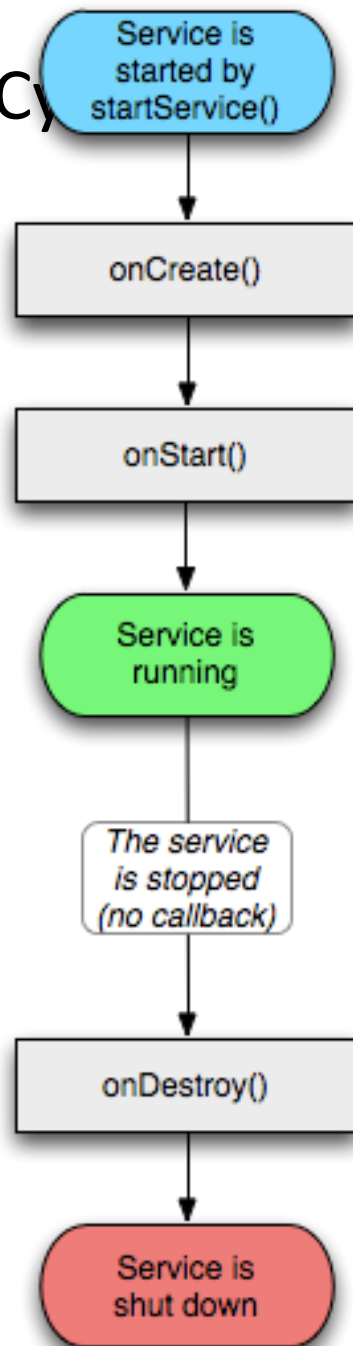 Service is
started by
startService()
Cy
onCreate()
onStart()
Service is
running
The service
is stopped
(no callback)
onDestroy()
Service is
shut down